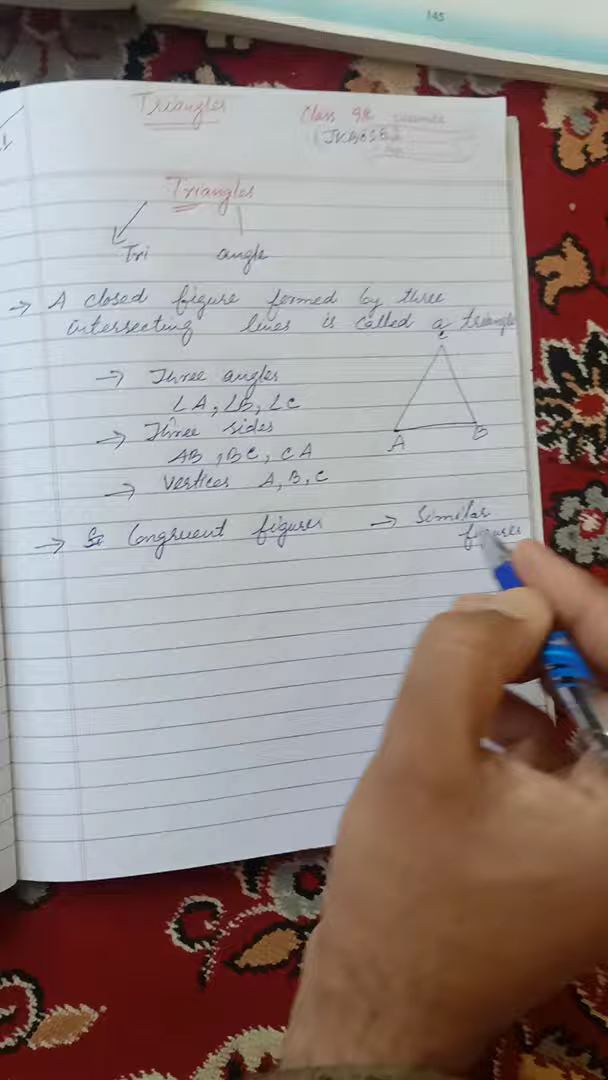 145
Triangles
Class 9th
(JKBOSE)
Triangles
Tri angle
→ A closed figure formed by three
intersecting lines is called a triangle
→ Three angles
∠A, ∠B, ∠C
→ Three sides
AB, BC, CA
→ Vertices A, B, C
C
A B
→ Congruent figures → Similar
figures